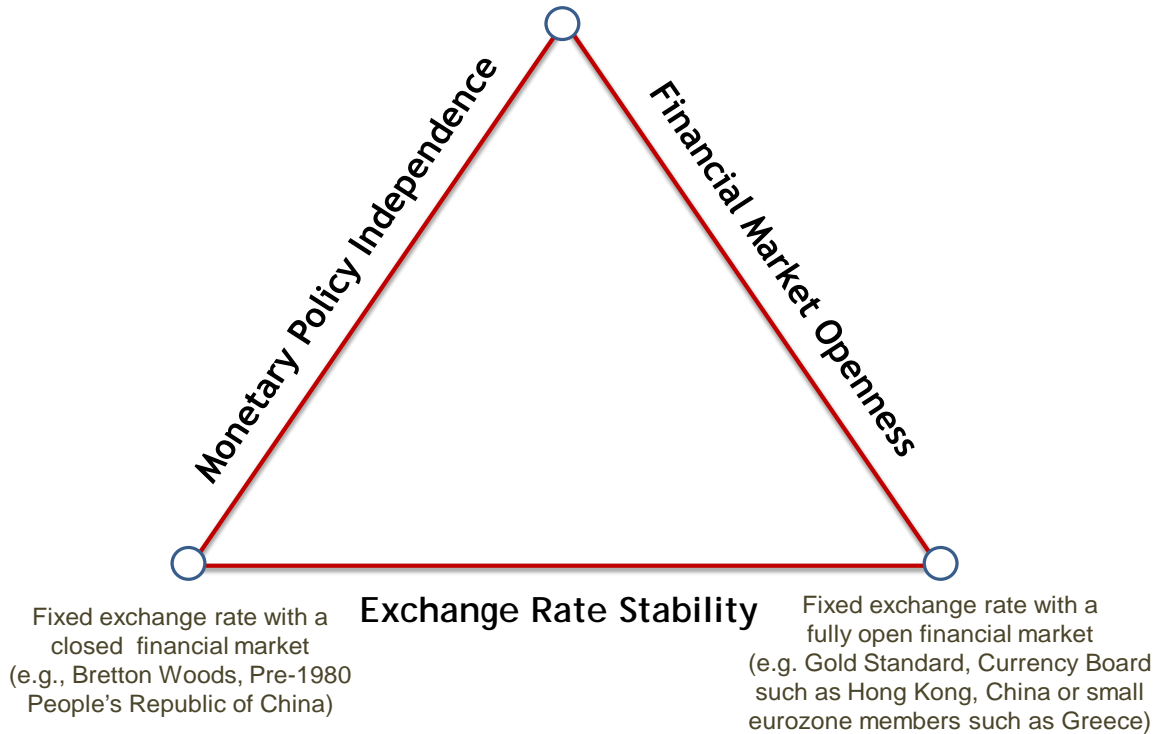 Monetary Policy Independence
Financial Market Openness
Exchange Rate Stability
Fixed exchange rate with a
closed financial market
(e.g., Bretton Woods, Pre-1980
People's Republic of China)
Fixed exchange rate with a
fully open financial market
(e.g. Gold Standard, Currency Board
such as Hong Kong, China or small
eurozone members such as Greece)